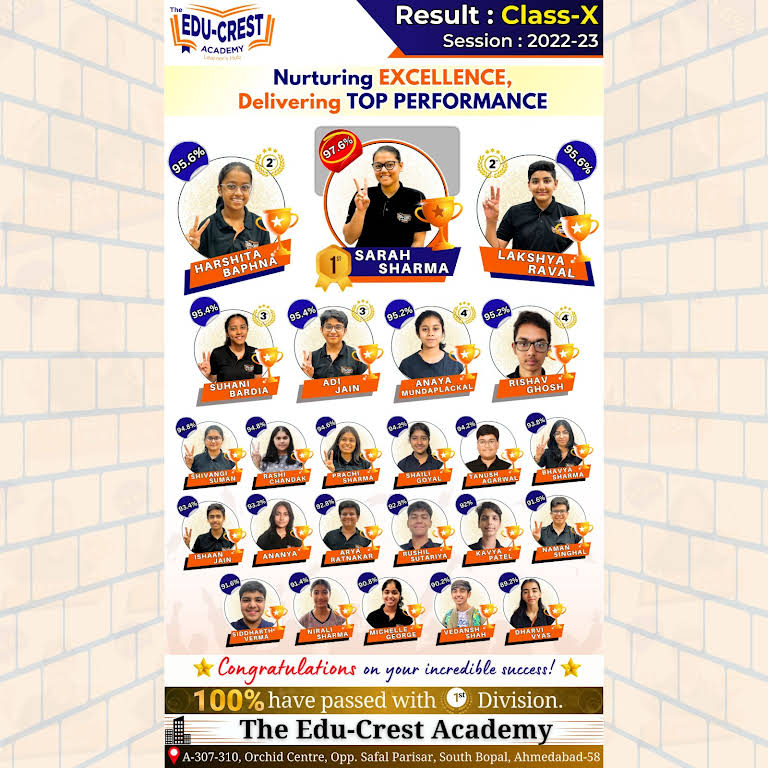 The
EDU-CREST
ACADEMY
Learner's Hub
Result : Class-X
Session : 2022-23
Nurturing EXCELLENCE,
Delivering TOP PERFORMANCE
95.6%
2
HARSHITA
BAPHNA
97.6%
1ST
SARAH
SHARMA
2
95.6%
LAKSHYA
RAVAL
95.4%
3
SUHANI
BARDIA
95.4%
3
ADI
JAIN
95.2%
4
ANAYA
MUNDAPLACKAL
95.2%
4
RISHAV
GHOSH
94.8%
SHIVANGI
SUMAN
94.8%
RASHI
CHANDAK
94.6%
PRACHI
SHARMA
94.2%
SHAILI
GOYAL
94.2%
TANUSH
AGARWAL
93.8%
BHAVYA
SHARMA
93.4%
ISHAAN
JAIN
93.2%
ANANYA
92.8%
ARYA
RATNAKAR
92.8%
RUSHIL
SUTARIYA
92%
KAVYA
PATEL
91.6%
NAMAN
SINGHAL
91.6%
SIDDHARTH
VERMA
91.4%
NIRALI
SHARMA
90.8%
MICHELLE
GEORGE
90.2%
VEDANSH
SHAH
89.2%
DHARVI
VYAS
Congratulations on your incredible success!
100% have passed with 1st Division.
The Edu-Crest Academy
A-307-310, Orchid Centre, Opp. Safal Parisar, South Bopal, Ahmedabad-58